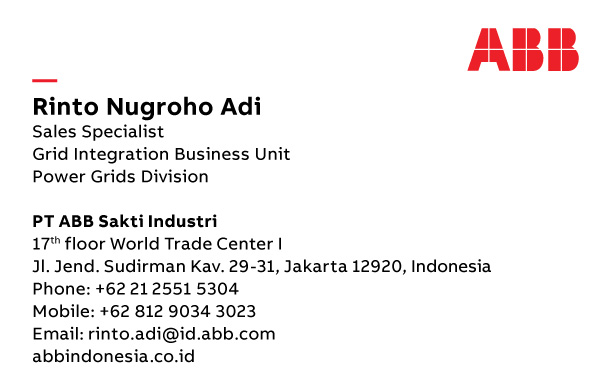 ABB
Rinto Nugroho Adi
Sales Specialist
Grid Integration Business Unit
Power Grids Division
PT ABB Sakti Industri
17th floor World Trade Center I
Jl. Jend. Sudirman Kav. 29-31, Jakarta 12920, Indonesia
Phone: +62 21 2551 5304
Mobile: +62 812 9034 3023
Email: rinto.adi@id.abb.com
abbindonesia.co.id